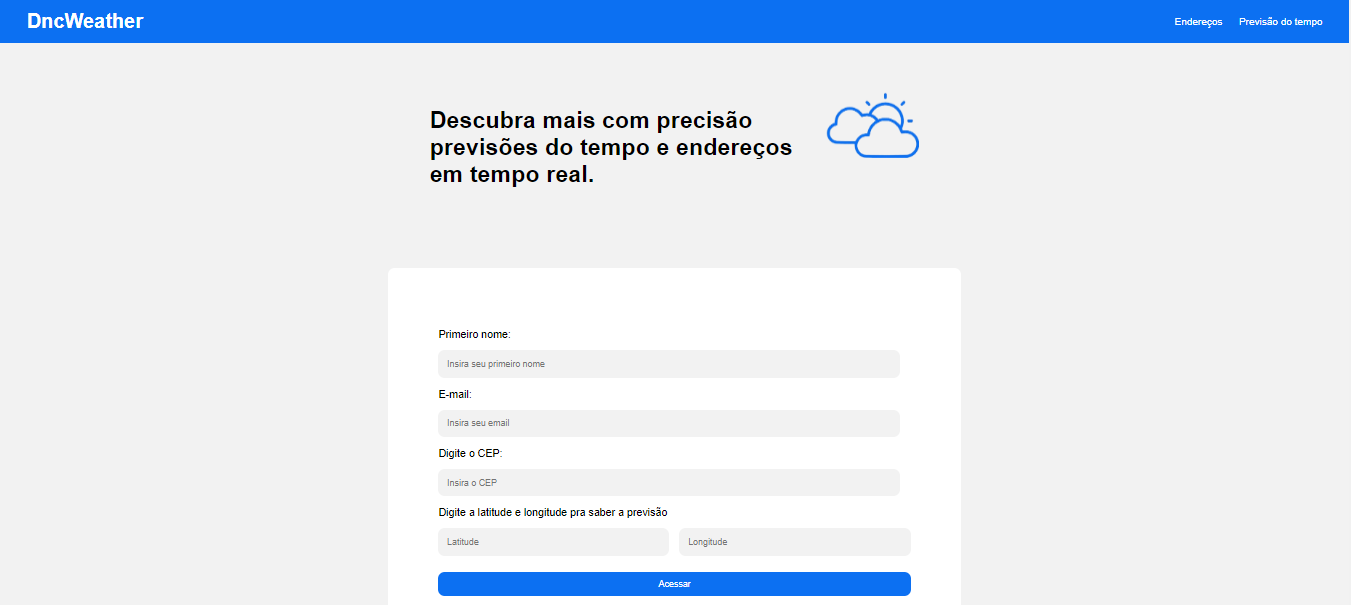 DncWeather
Endereços
Previsão do tempo
Descubra mais com precisão
previsões do tempo e endereços
em tempo real.
Primeiro nome:
Insira seu primeiro nome
E-mail:
Insira seu email
Digite o CEP:
Insira o CEP
Digite a latitude e longitude pra saber a previsão
Latitude
Longitude
Acessar